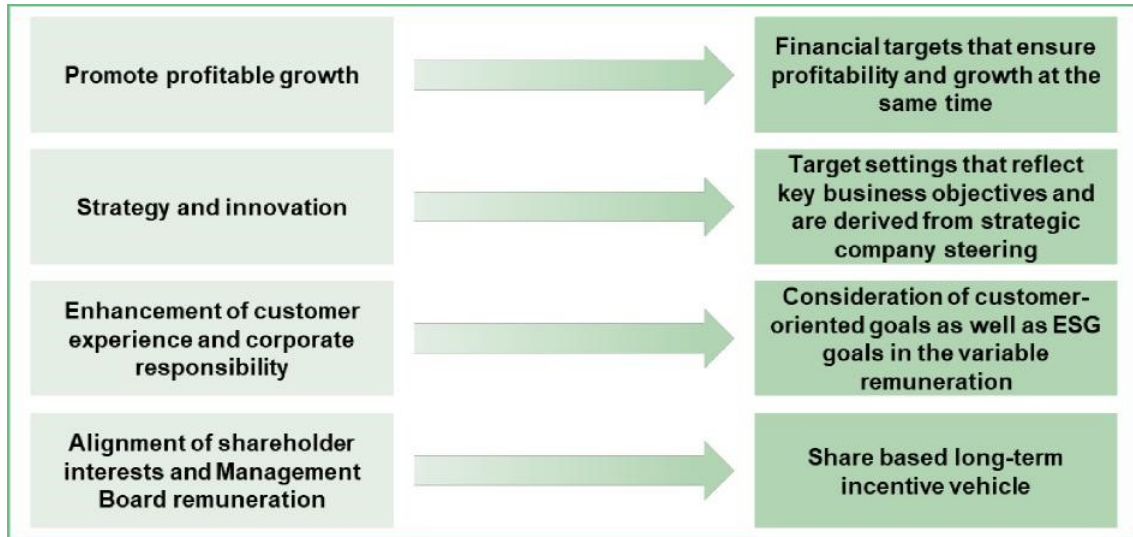 Promote profitable growth
Financial targets that ensure
profitability and growth at the
same time
Strategy and innovation
Target settings that reflect
key business objectives and
are derived from strategic
company steering
Enhancement of customer
experience and corporate
responsibility
Consideration of customer-
oriented goals as well as ESG
goals in the variable
remuneration
Alignment of shareholder
interests and Management
Board remuneration
Share based long-term
incentive vehicle